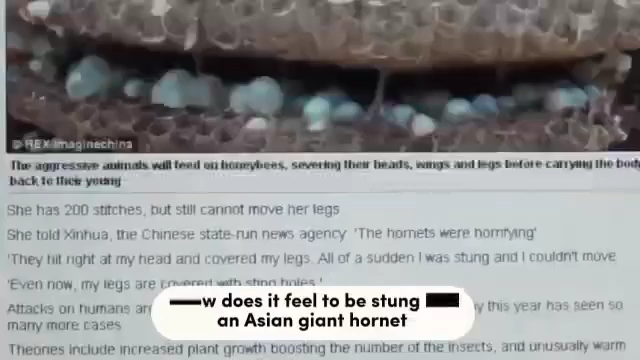 © REX/Imaginechina
The aggressive animals will feed on honeybees, severing their heads, wings and legs before carrying the body
back to their young
She has 200 stitches, but still cannot move her legs
She told Xinhua, the Chinese state-run news agency: 'The hornets were horrifying'
'They hit right at my head and covered my legs. All of a sudden I was stung and I couldn't move
'Even now, my legs are covered with sting holes.'
Attacks on humans are
y this year has seen so
many more cases
w does it feel to be stung
an Asian giant hornet
Theories include increased plant growth boosting the number of the insects, and unusually warm